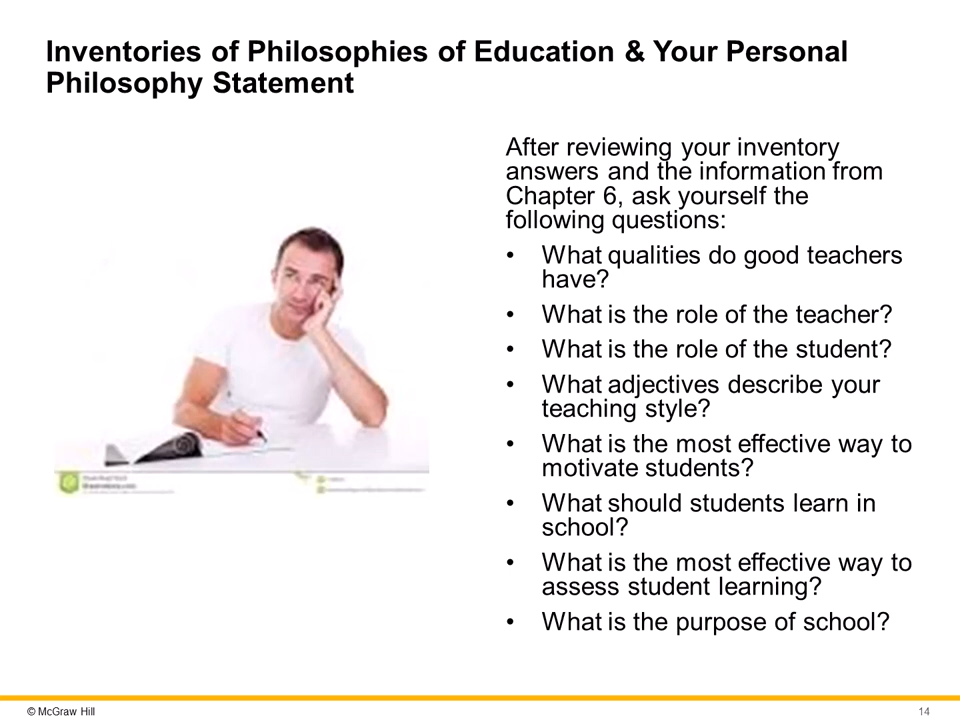 Inventories of Philosophies of Education & Your Personal
Philosophy Statement
After reviewing your inventory
answers and the information from
Chapter 6, ask yourself the
following questions:
• What qualities do good teachers
have?
• What is the role of the teacher?
• What is the role of the student?
• What adjectives describe your
teaching style?
• What is the most effective way to
motivate students?
• What should students learn in
school?
• What is the most effective way to
assess student learning?
• What is the purpose of school?
© McGraw Hill
14